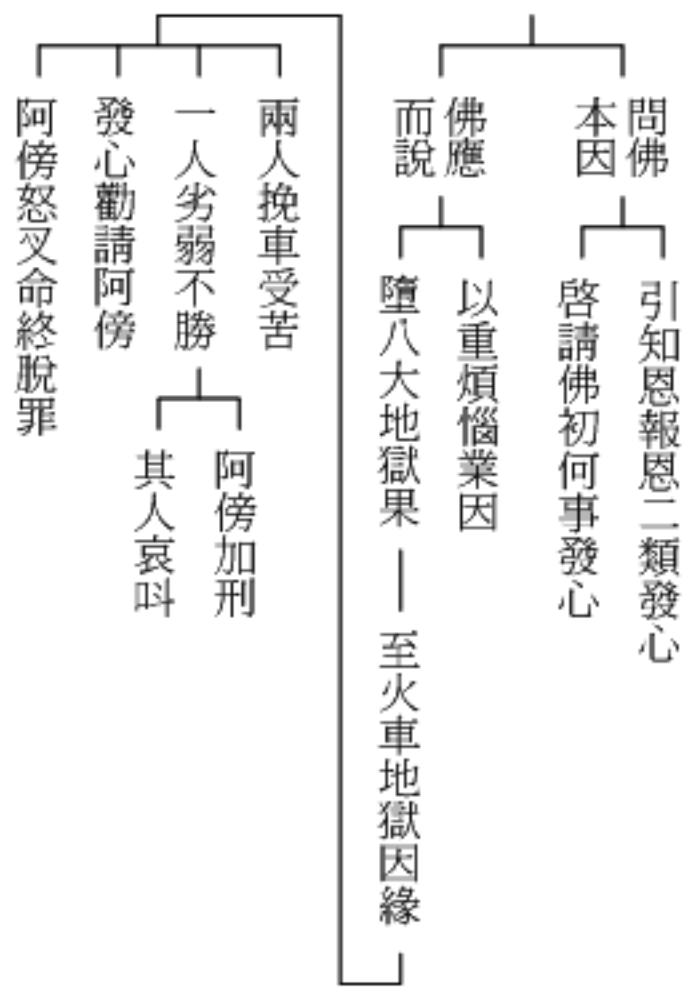 問佛
本因
引知恩報恩二類發心
啓請佛初何事發心
佛應
而說
以重煩惱業因
墮八大地獄果
至火車地獄因緣
兩人挽車受苦
一人劣弱不勝
阿傍加刑
其人哀呌
發心勸請阿傍
阿傍怒叉命終脫罪